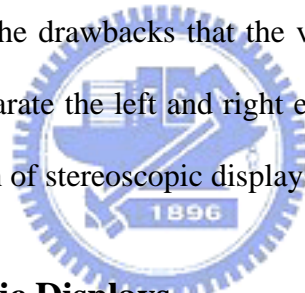 he drawbacks that the v
arate the left and right e
n of stereoscopic display
1896
ic Displays